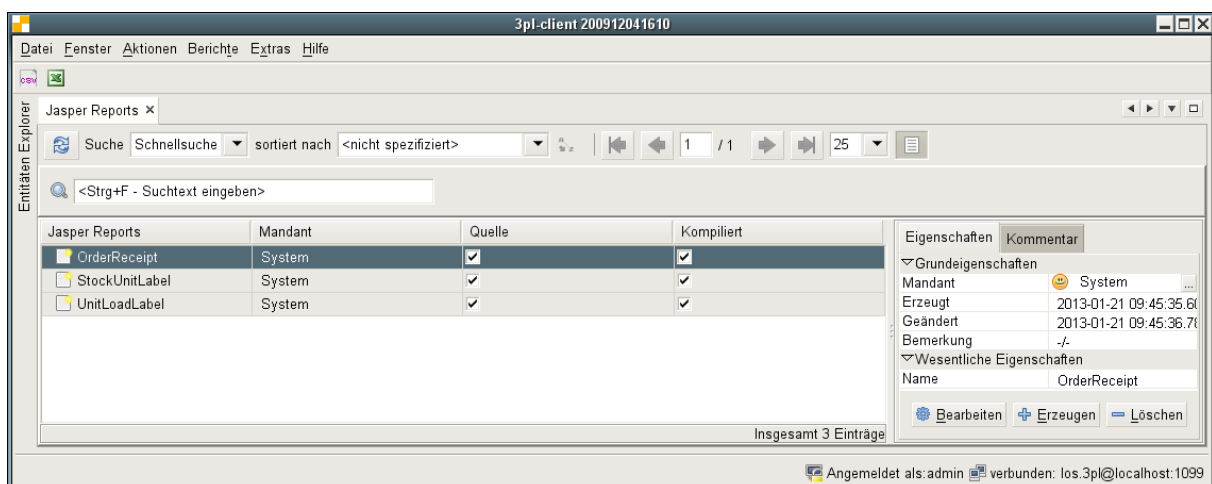 3pl-client 200912041610
Datei Fenster Aktionen Berichte Extras Hilfe
csv
Entitäten Explorer
Jasper Reports
Suche Schnellsuche sortiert nach <nicht spezifiziert> 1 / 1 25
<Strg+F - Suchtext eingeben>
Jasper Reports Mandant Quelle Kompiliert
OrderReceipt System
StockUnitLabel System
UnitLoadLabel System
Insgesamt 3 Einträge
Eigenschaften Kommentar
Grundeigenschaften
Mandant System ...
Erzeugt 2013-01-21 09:45:35.60
Geändert 2013-01-21 09:45:36.78
Bemerkung -/-
Wesentliche Eigenschaften
Name OrderReceipt
Bearbeiten Erzeugen Löschen
Angemeldet als: admin verbunden: los.3pl@localhost:1099